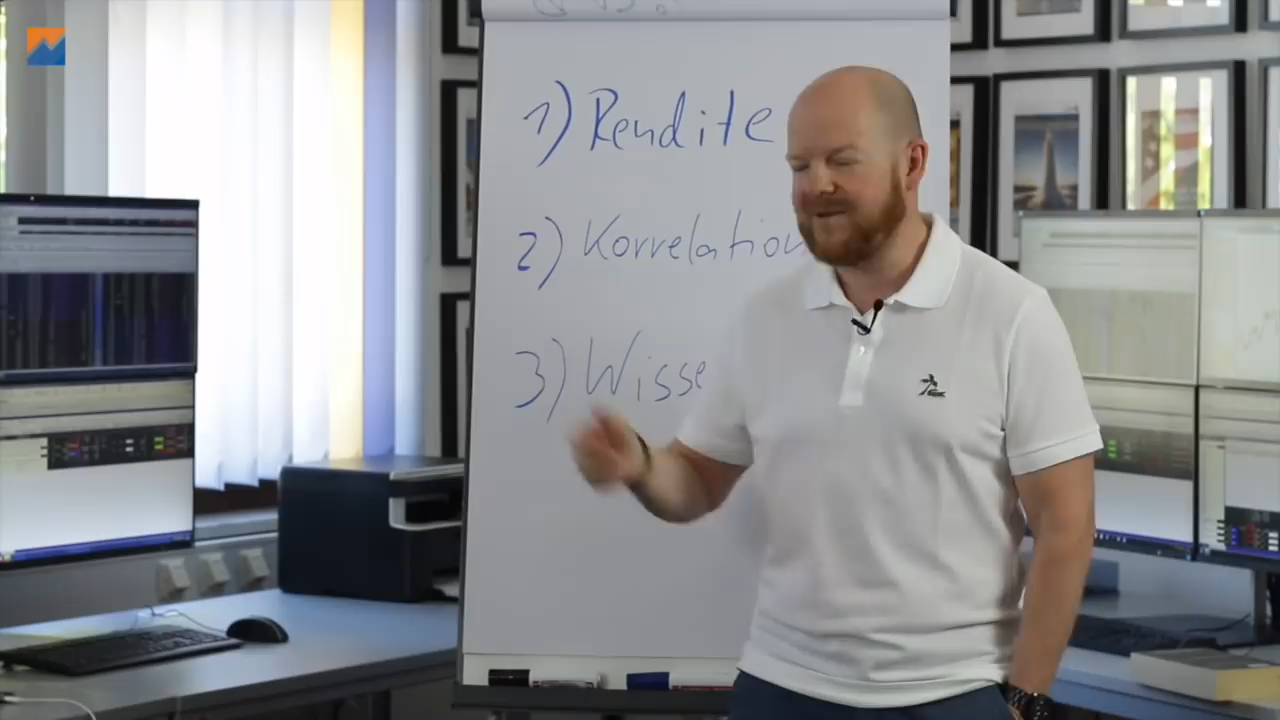 1) Rendite
2) Korrelation
3) Wisse